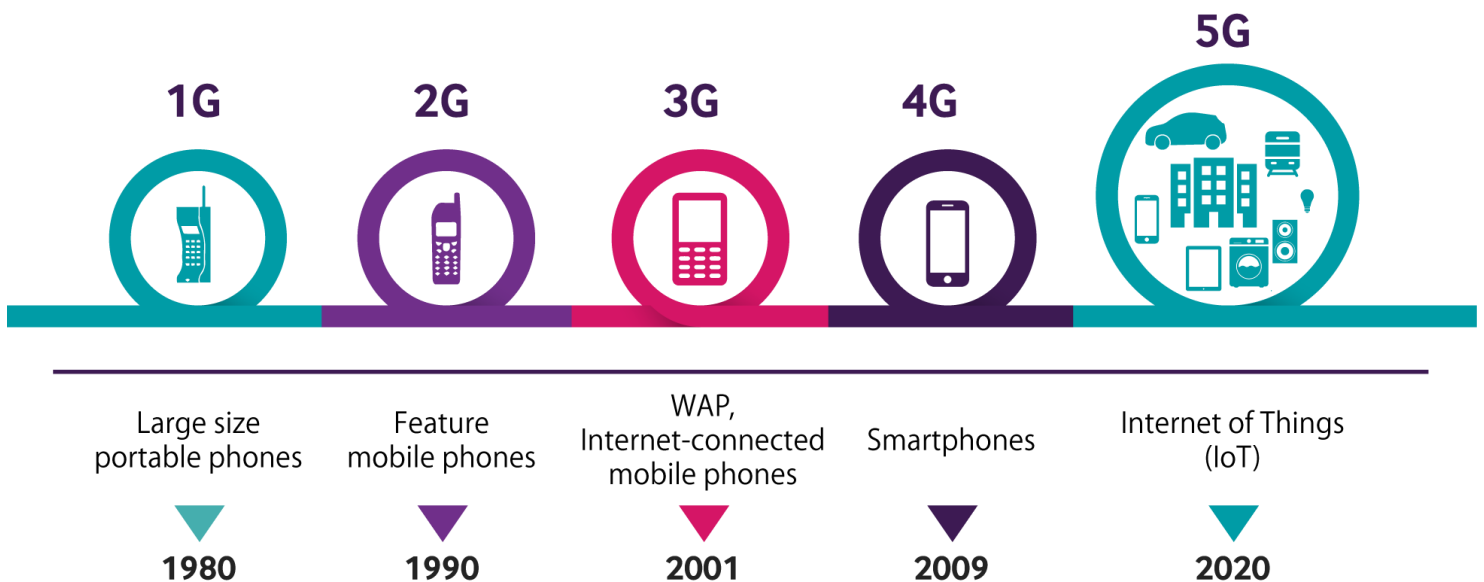 1G
2G
3G
4G
5G
Large size
portable phones
Feature
mobile phones
WAP,
Internet-connected
mobile phones
Smartphones
Internet of Things
(IoT)
1980
1990
2001
2009
2020